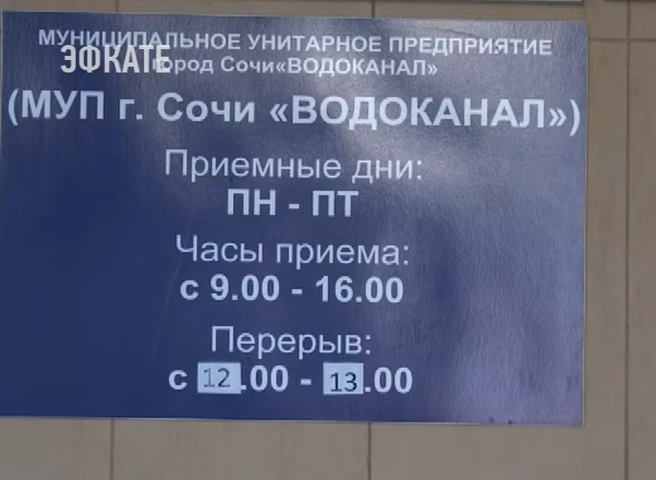 МУНИЦИПАЛЬНОЕ УНИТАРНОЕ ПРЕДПРИЯТИЕ
ЭФКАТЕ
город Сочи«ВОДОКАНАЛ»
(МУП г. Сочи «ВОДОКАНАЛ»)
Приемные дни:
ПН - ПТ
Часы приема:
с 9.00 - 16.00
Перерыв:
с 12.00 - 13.00